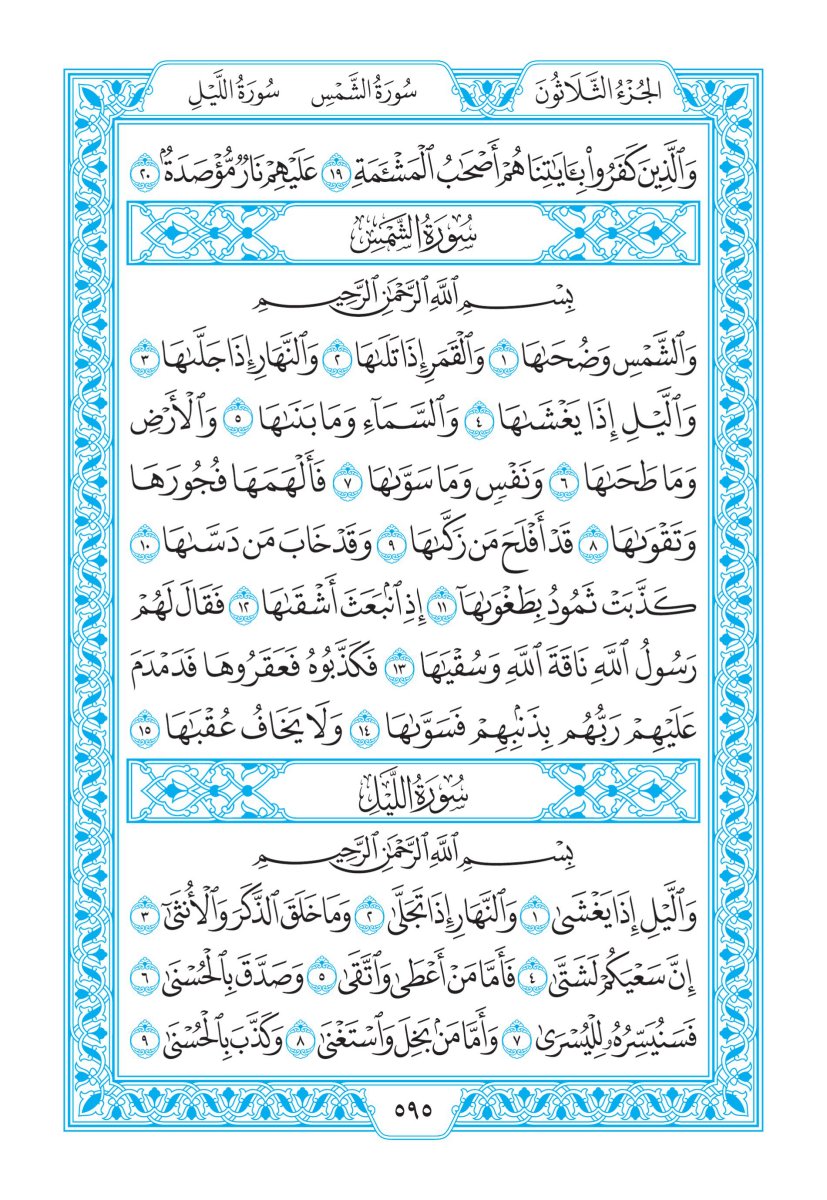 الجُزْءُ الثَّلَاثُونَ سُورَةُ الشَّمْسِ سُورَةُ اللَّيْلِ
وَٱلَّذِينَ كَفَرُوا۟ بِـَٔايَٰتِنَا هُمْ أَصْحَٰبُ ٱلْمَشْـَٔمَةِ ١٩ عَلَيْهِمْ نَارٌ مُّؤْصَدَةٌۢ ٢٠
سُورَةُ الشَّمْسِ
بِسْمِ ٱللَّهِ ٱلرَّحْمَٰنِ ٱلرَّحِيمِ
وَٱلشَّمْسِ وَضُحَىٰهَا ١ وَٱلْقَمَرِ إِذَا تَلَىٰهَا ٢ وَٱلنَّهَارِ إِذَا جَلَّىٰهَا ٣
وَٱلَّيْلِ إِذَا يَغْشَىٰهَا ٤ وَٱلسَّمَآءِ وَمَا بَنَىٰهَا ٥ وَٱلْأَرْضِ
وَمَا طَحَىٰهَا ٦ وَنَفْسٍ وَمَا سَوَّىٰهَا ٧ فَأَلْهَمَهَا فُجُورَهَا
وَتَقْوَىٰهَا ٨ قَدْ أَفْلَحَ مَن زَكَّىٰهَا ٩ وَقَدْ خَابَ مَن دَسَّىٰهَا ١٠
كَذَّبَتْ ثَمُودُ بِطَغْوَىٰهَآ ١١ إِذِ ٱنۢبَعَثَ أَشْقَىٰهَا ١٢ فَقَالَ لَهُمْ
رَسُولُ ٱللَّهِ نَاقَةَ ٱللَّهِ وَسُقْيَٰهَا ١٣ فَكَذَّبُوهُ فَعَقَرُوهَا فَدَمْدَمَ
عَلَيْهِمْ رَبُّهُم بِذَنۢبِهِمْ فَسَوَّىٰهَا ١٤ وَلَا يَخَافُ عُقْبَٰهَا ١٥
سُورَةُ اللَّيْلِ
بِسْمِ ٱللَّهِ ٱلرَّحْمَٰنِ ٱلرَّحِيمِ
وَٱلَّيْلِ إِذَا يَغْشَىٰ ١ وَٱلنَّهَارِ إِذَا تَجَلَّىٰ ٢ وَمَا خَلَقَ ٱلذَّكَرَ وَٱلْأُنثَىٰٓ ٣
إِنَّ سَعْيَكُمْ لَشَتَّىٰ ٤ فَأَمَّا مَنْ أَعْطَىٰ وَٱتَّقَىٰ ٥ وَصَدَّقَ بِٱلْحُسْنَىٰ ٦
فَسَنُيَسِّرُهُۥ لِلْيُسْرَىٰ ٧ وَأَمَّا مَنۢ بَخِلَ وَٱسْتَغْنَىٰ ٨ وَكَذَّبَ بِٱلْحُسْنَىٰ ٩
٥٩٥